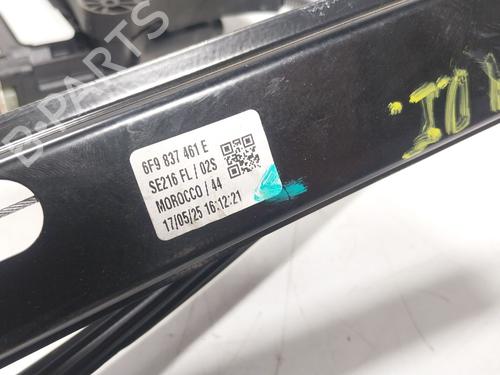 B-PARTS
6F9 837 461 E
SE216 FL / 02S
MOROCCO / 44
17/05/25 16:12:21